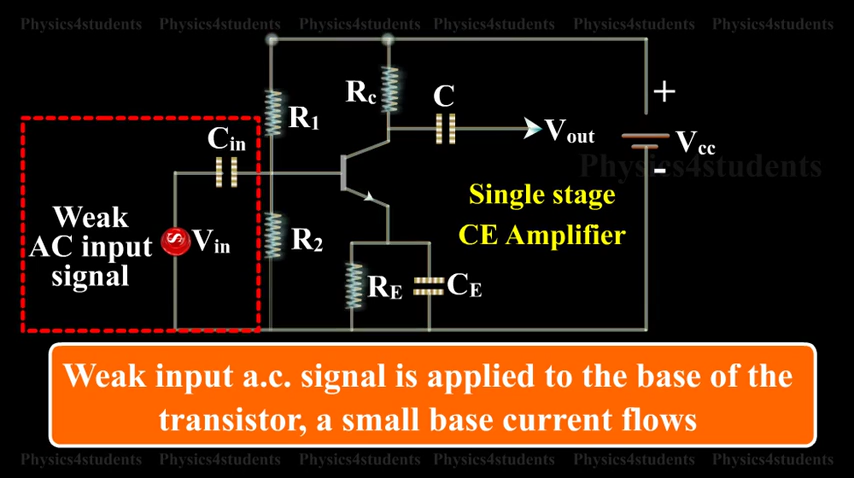 Physics4students Physics4students Physics4students Physics4students Physics4students Physics4students
Rc
C
R1
+
Vout
Cin
Vcc
Physics4students
-
Single stage
CE Amplifier
Weak
AC input
signal
S
Vin
R2
RE
CE
Weak input a.c. signal is applied to the base of the
transistor, a small base current flows
Physics4students Physics4students Physics4students Physics4students Physics4students Physics4students